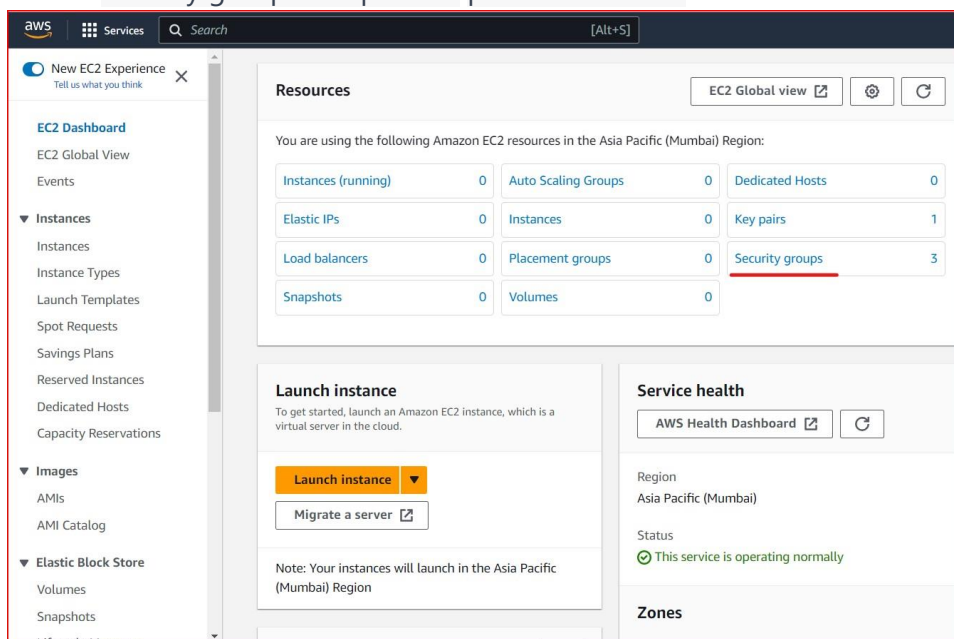 aws
Services
Search
[Alt+S]
New EC2 Experience
Tell us what you think
EC2 Dashboard
EC2 Global View
Events
Instances
Instances
Instance Types
Launch Templates
Spot Requests
Savings Plans
Reserved Instances
Dedicated Hosts
Capacity Reservations
Images
AMIs
AMI Catalog
Elastic Block Store
Volumes
Snapshots
Resources
EC2 Global view
You are using the following Amazon EC2 resources in the Asia Pacific (Mumbai) Region:
Instances (running) 0 Auto Scaling Groups 0 Dedicated Hosts 0
Elastic IPs 0 Instances 0 Key pairs 1
Load balancers 0 Placement groups 0 Security groups 3
Snapshots 0 Volumes 0
Launch instance
To get started, launch an Amazon EC2 instance, which is a
virtual server in the cloud.
Launch instance
Migrate a server
Note: Your instances will launch in the Asia Pacific
(Mumbai) Region
Service health
AWS Health Dashboard
Region
Asia Pacific (Mumbai)
Status
This service is operating normally
Zones